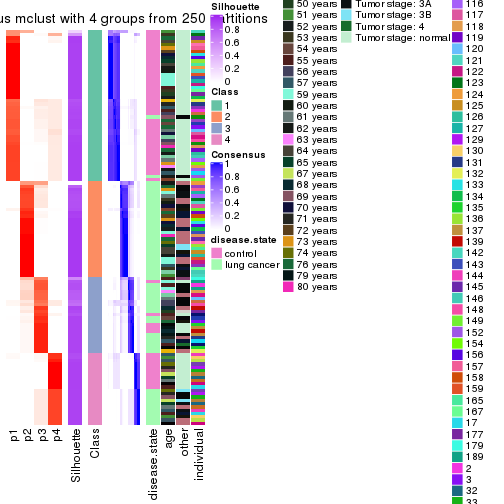 us mclust with 4 groups from 250 partitions
p1
p2
p3
p4
Silhouette
Class
disease.state
age
other
individual
Silhouette
1
0.8
0.6
0.4
0.2
0
Class
1
2
3
4
Consensus
1
0.8
0.6
0.4
0.2
0
disease.state
control
lung cancer
50 years
51 years
52 years
53 years
54 years
55 years
56 years
57 years
59 years
60 years
61 years
62 years
63 years
64 years
65 years
67 years
68 years
69 years
70 years
71 years
72 years
73 years
74 years
76 years
78 years
79 years
80 years
Tumor stage: 3A
Tumor stage: 3B
Tumor stage: 4
Tumor stage: normal
116
117
118
119
120
121
122
123
124
125
126
127
129
130
131
132
133
134
135
136
137
139
142
143
144
145
146
148
149
152
154
156
157
158
159
165
167
17
177
179
189
2
3
32
33